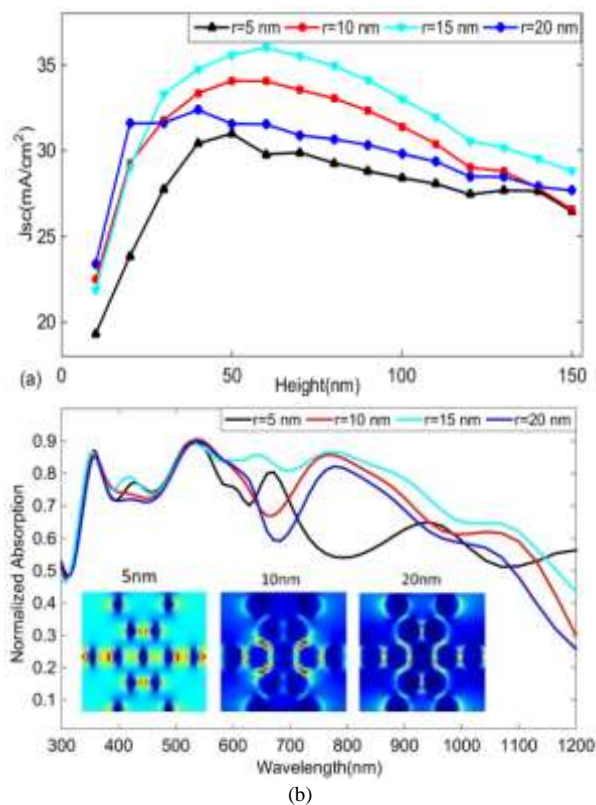 r=5 nm r=10 nm r=15 nm r=20 nm
35
30
25
20
Jsc(mA/cm²)
0 50 100 150
(a)
Height(nm)
r=5 nm r=10 nm r=15 nm r=20 nm
0.9
0.8
0.7
0.6
0.5
0.4
0.3
0.2
0.1
Normalized Absorption
5nm 10nm 20nm
300 400 500 600 700 800 900 1000 1100 1200
Wavelength(nm)
(b)